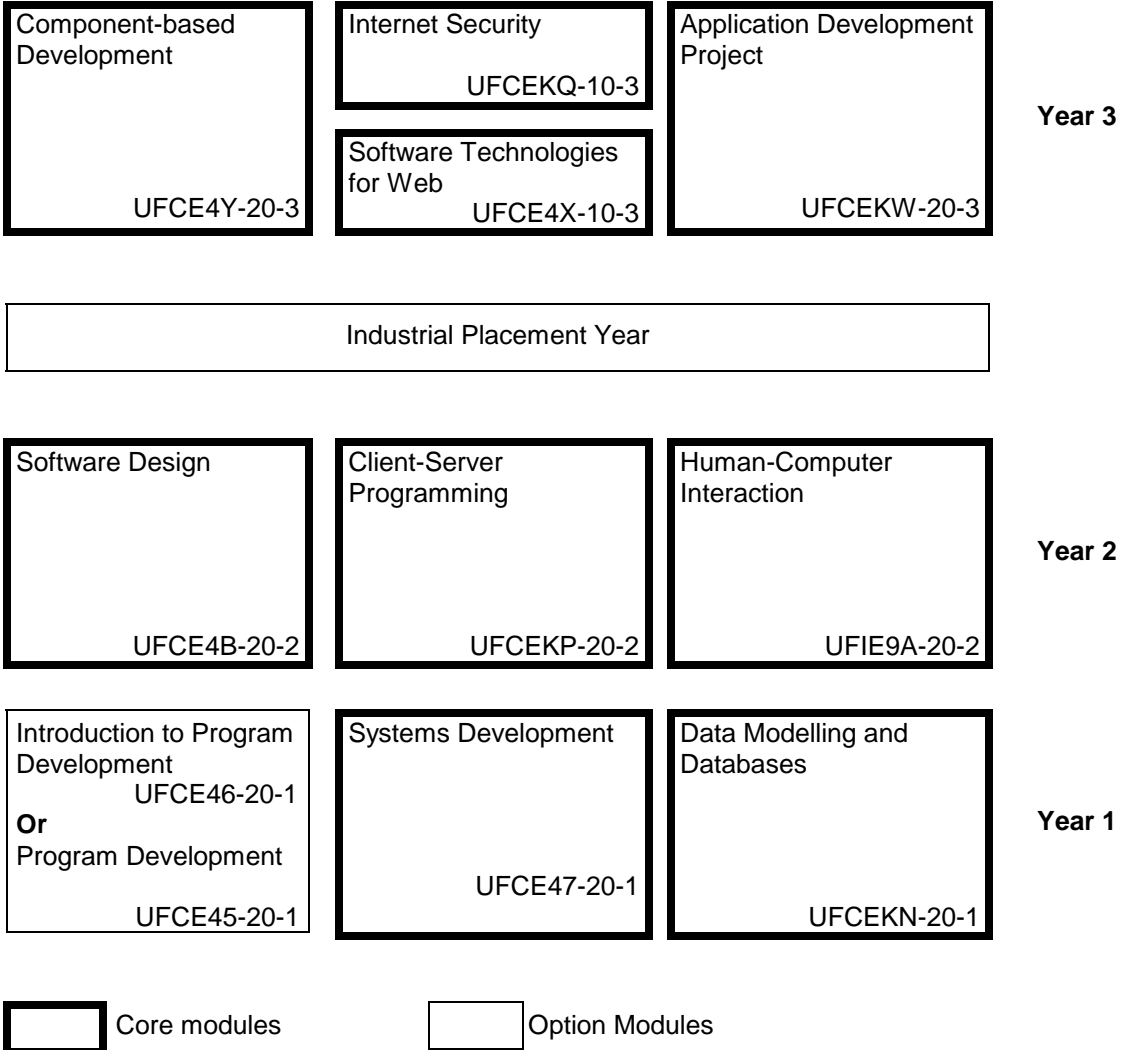 Component-based
Development
UFCE4Y-20-3
Internet Security
UFCEKQ-10-3
Software Technologies
for Web
UFCE4X-10-3
Application Development
Project
UFCEKW-20-3
Year 3
Industrial Placement Year
Software Design
UFCE4B-20-2
Client-Server
Programming
UFCEKP-20-2
Human-Computer
Interaction
UFIE9A-20-2
Year 2
Introduction to Program
Development
UFCE46-20-1
Or
Program Development
UFCE45-20-1
Systems Development
UFCE47-20-1
Data Modelling and
Databases
UFCEKN-20-1
Year 1
Core modules
Option Modules